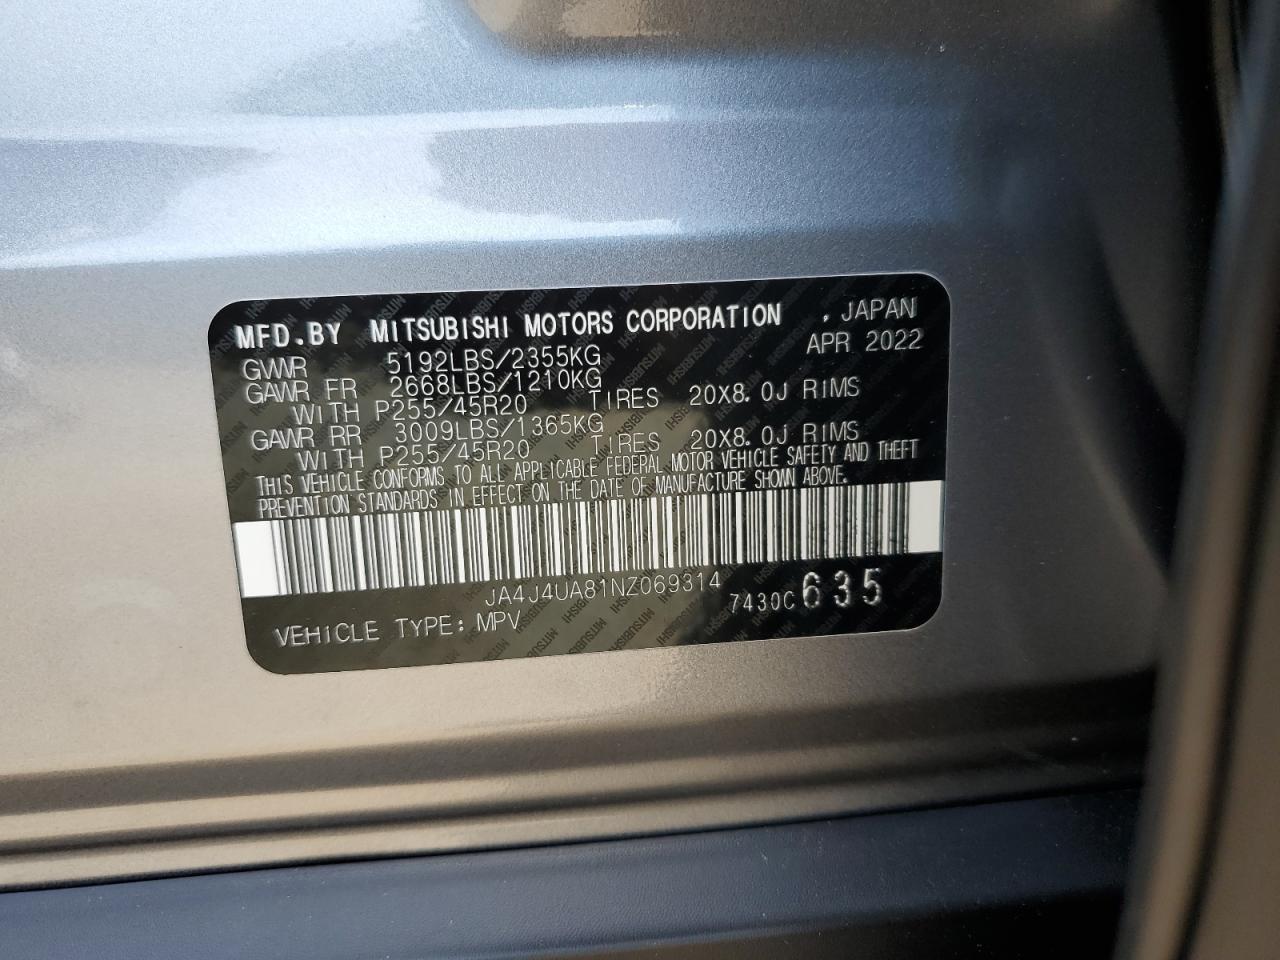 MFD.BY MITSUBISHI MOTORS CORPORATION , JAPAN
GWWR 5192LBS/2355KG APR 2022
GAWR FR 2668LBS/1210KG
WITH P255/45R20 TIRES 20X8.0J RIMS
GAWR RR 3009LBS/1365KG
WITH P255/45R20 TIRES 20X8.0J RIMS
THIS VEHICLE CONFORMS TO ALL APPLICABLE FEDERAL MOTOR VEHICLE SAFETY AND THEFT
PREVENTION STANDARDS IN EFFECT ON THE DATE OF MANUFACTURE SHOWN ABOVE.
JA4J4UA81NZ069314
7430C 635
VEHICLE TYPE: MPV